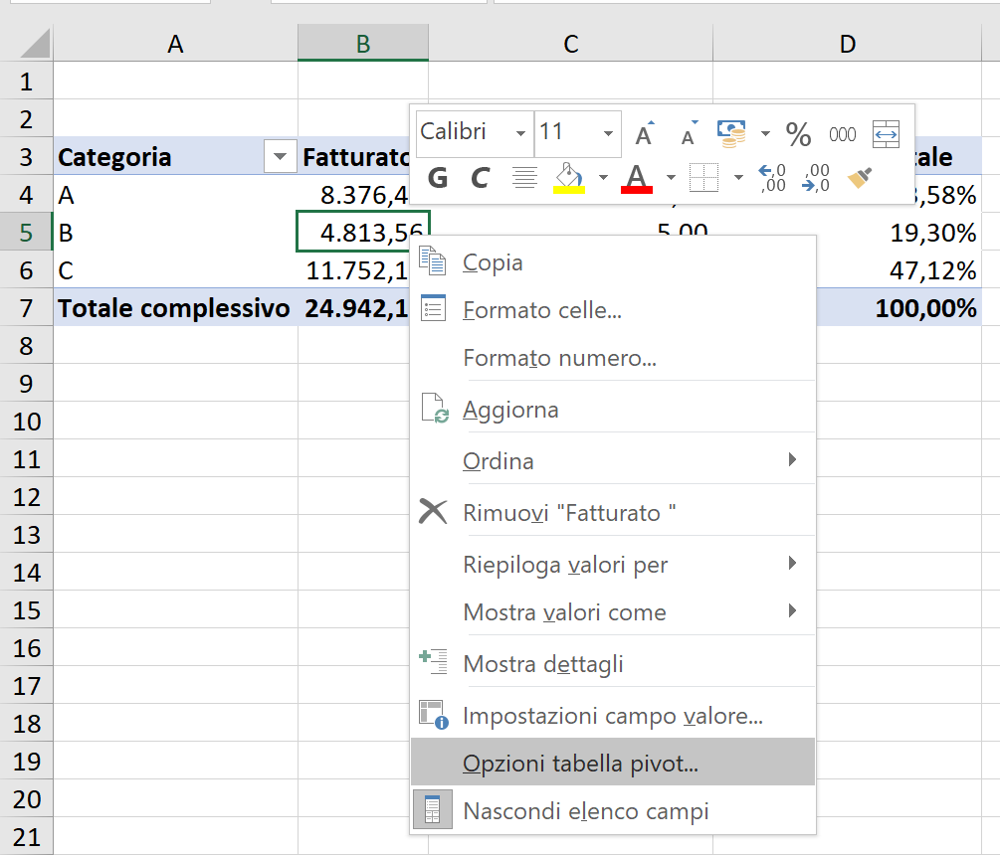 A B C D
1
2
Calibri 11 % 000
3 Categoria Fatturato
G C A ←,0 ,00 ,00 →,0
4 A 8.376,4 ,58%
5 B 4.813,56 5,00 19,30%
6 C 11.752,1 47,12%
7 Totale complessivo 24.942,1 100,00%
8
9
10
11
12
13
14
15
16
17
18
19
20
21
Copia
Formato celle...
Formato numero...
Aggiorna
Ordina
Rimuovi "Fatturato "
Riepiloga valori per
Mostra valori come
Mostra dettagli
Impostazioni campo valore...
Opzioni tabella pivot...
Nascondi elenco campi